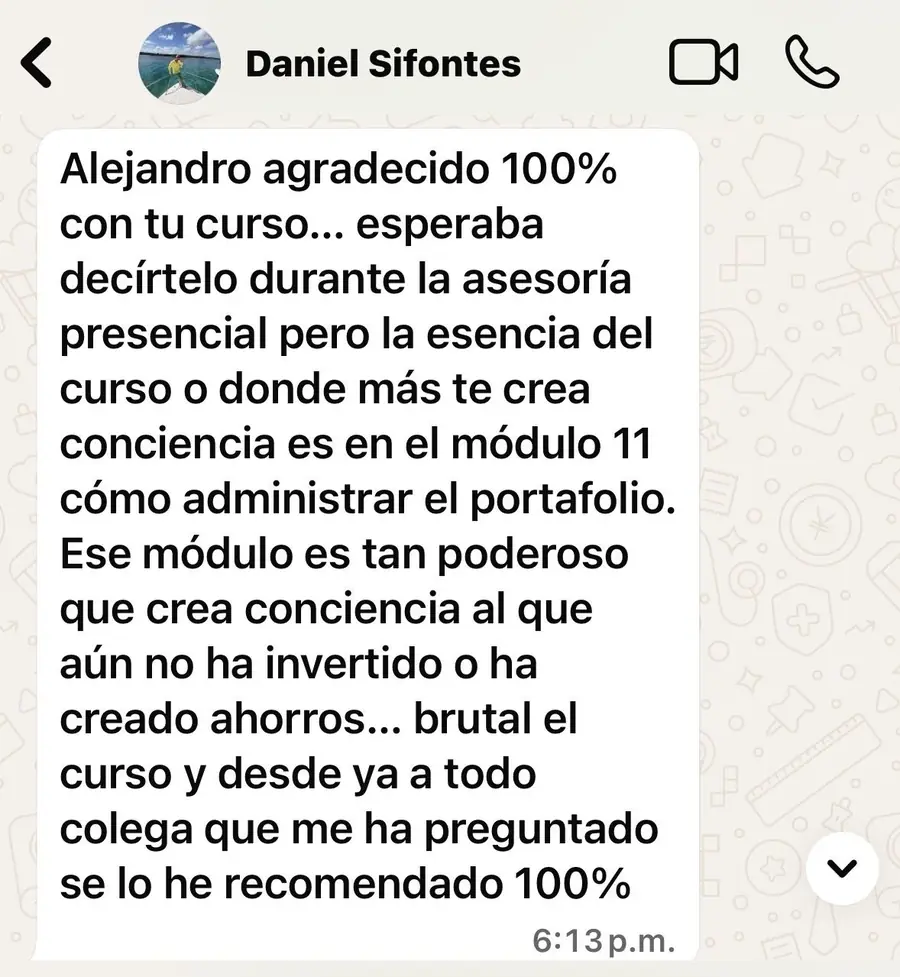 Daniel Sifontes
Alejandro agradecido 100%
con tu curso... esperaba
decírtelo durante la asesoría
presencial pero la esencia del
curso o donde más te crea
conciencia es en el módulo 11
cómo administrar el portafolio.
Ese módulo es tan poderoso
que crea conciencia al que
aún no ha invertido o ha
creado ahorros... brutal el
curso y desde ya a todo
colega que me ha preguntado
se lo he recomendado 100%
6:13 p.m.